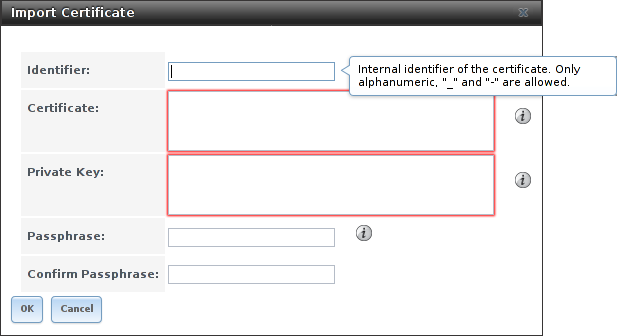 Import Certificate
Identifier:
Internal identifier of the certificate. Only
alphanumeric, "_" and "-" are allowed.
Certificate:
i
Private Key:
i
Passphrase:
i
Confirm Passphrase:
OK
Cancel